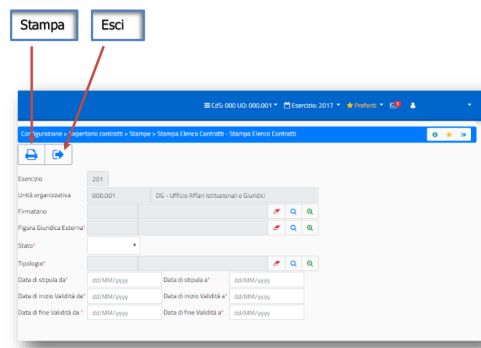 Stampa Esci
CdS: 000 UO: 000.001 Esercizio: 2017 Preferiti
Configurazione > Repertorio contratti > Stampe > Stampa Elenco Contratti - Stampa Elenco Contratti
Esercizio 201
Unità organizzativa 000.001 DG - Ufficio Affari Istituzionali e Giuridici
Firmatario
Figura Giuridica Esterna*
Stato*
Tipologia*
Data di stipula da* dd/MM/yyyy Data di stipula a* dd/MM/yyyy
Data di inizio Validità da* dd/MM/yyyy Data di inizio Validità a* dd/MM/yyyy
Data di fine Validità da * dd/MM/yyyy Data di fine Validità a* dd/MM/yyyy